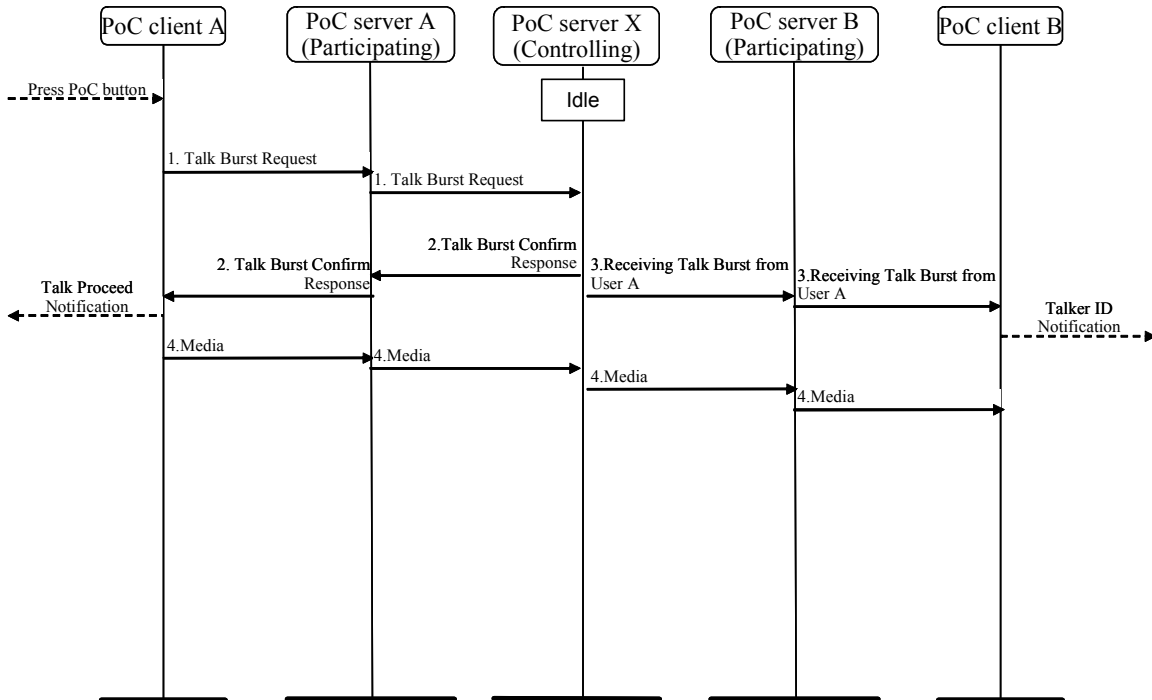 PoC client A
PoC server A
(Participating)
PoC server X
(Controlling)
PoC server B
(Participating)
PoC client B
Press PoC button
Idle
1. Talk Burst Request
1. Talk Burst Request
2.Talk Burst Confirm
Response
2. Talk Burst Confirm
Response
3.Receiving Talk Burst from
User A
3.Receiving Talk Burst from
User A
Talk Proceed
Notification
Talker ID
Notification
4.Media
4.Media
4.Media
4.Media